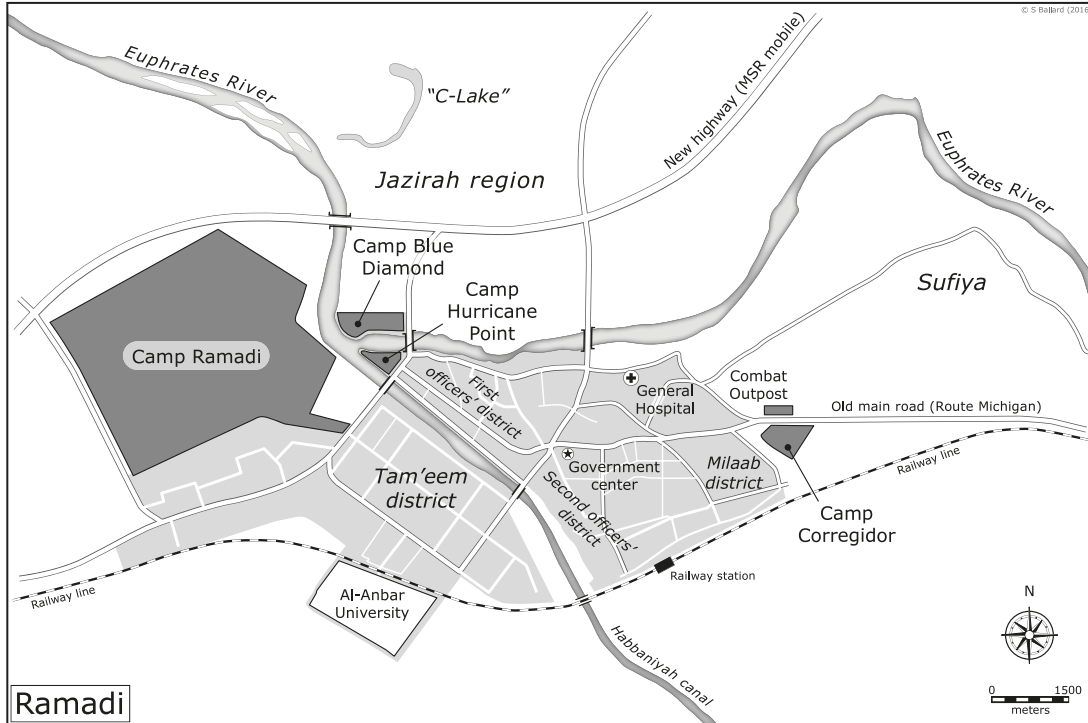 © S Ballard (2016
Euphrates River
"C-Lake"
New highway (MSR mobile)
Euphrates River
Jazirah region
Camp Blue
Diamond
Camp
Hurricane
Point
Sufiya
Camp Ramadi
First
officers' district
General
Hospital
Combat
Outpost
Old main road (Route Michigan)
Government
center
Milaab
district
Railway line
Tam'eem
district
Second officers'
district
Camp
Corregidor
Railway station
Al-Anbar
University
Railway line
Habbaniyah canal
N
0 1500
meters
Ramadi